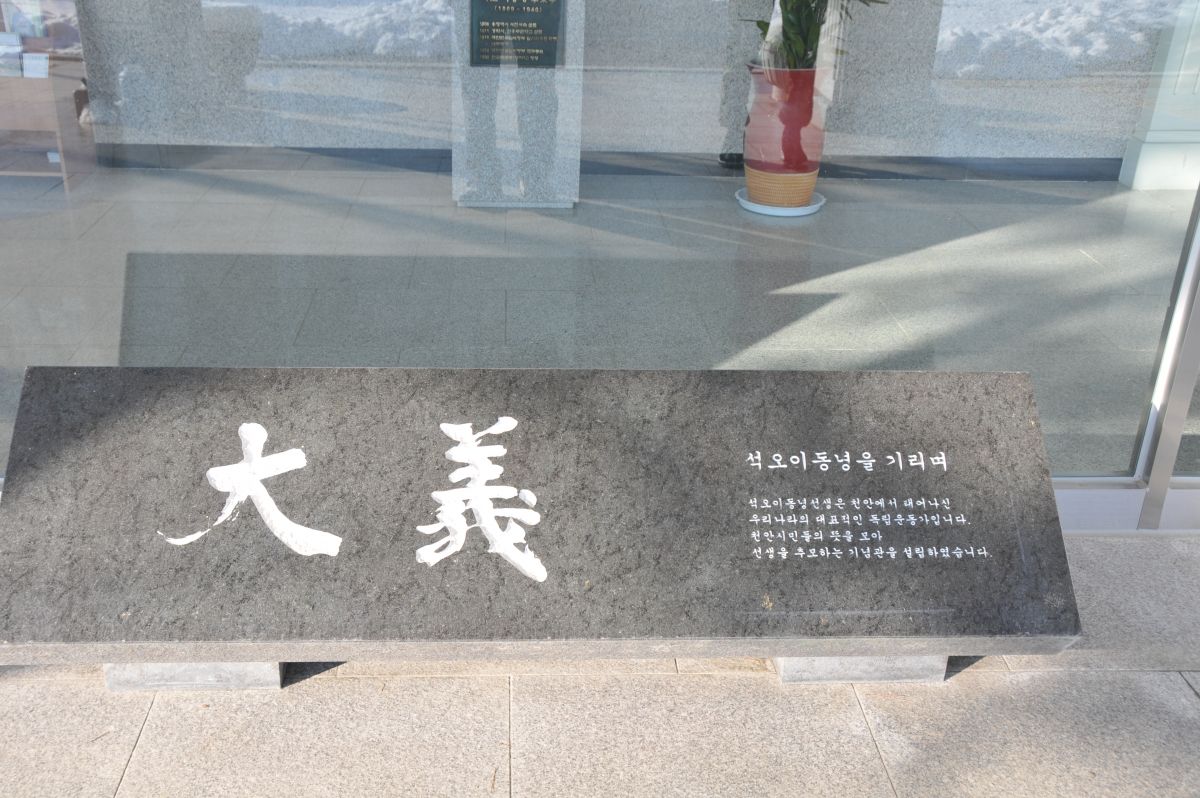 (1869 - 1940)
大義
석오이동녕을 기리며
석오이동녕선생은 천안에서 태어나신
우리나라의 대표적인 독립운동가입니다.
천안시민들의 뜻을 모아
선생을 추모하는 기념관을 설립하였습니다.